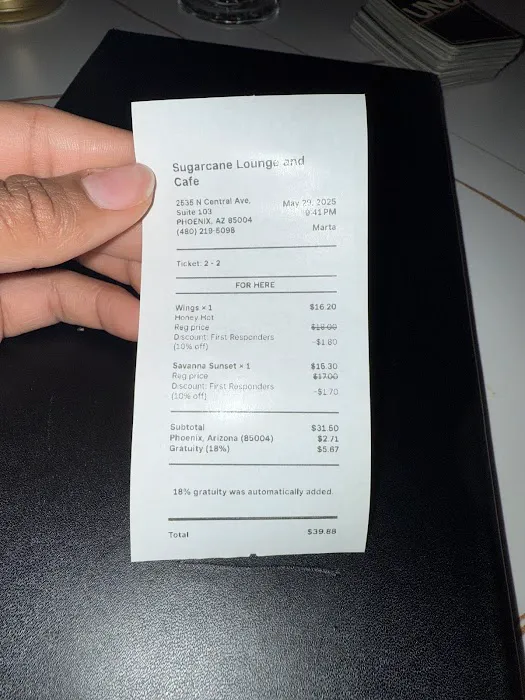 Sugarcane Lounge and
Cafe
2535 N Central Ave,
Suite 103
PHOENIX, AZ 85004
(480) 219-5096
May 29, 2025
9:41 PM
Marta
Ticket: 2 - 2
FOR HERE
Wings × 1 $16.20
Honey Hot
Reg price $18.00
Discount: First Responders
(10% off) -$1.80
Savanna Sunset × 1 $15.30
Reg price $17.00
Discount: First Responders
(10% off) -$1.70
Subtotal $31.50
Phoenix, Arizona (85004) $2.71
Gratuity (18%) $5.67
18% gratuity was automatically added.
Total $39.88
UNO